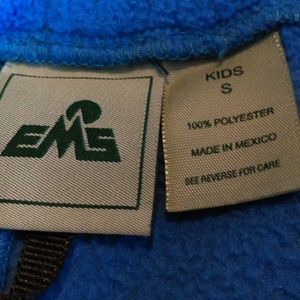 EMS
KIDS
S
100% POLYESTER
MADE IN MEXICO
SEE REVERSE FOR CARE